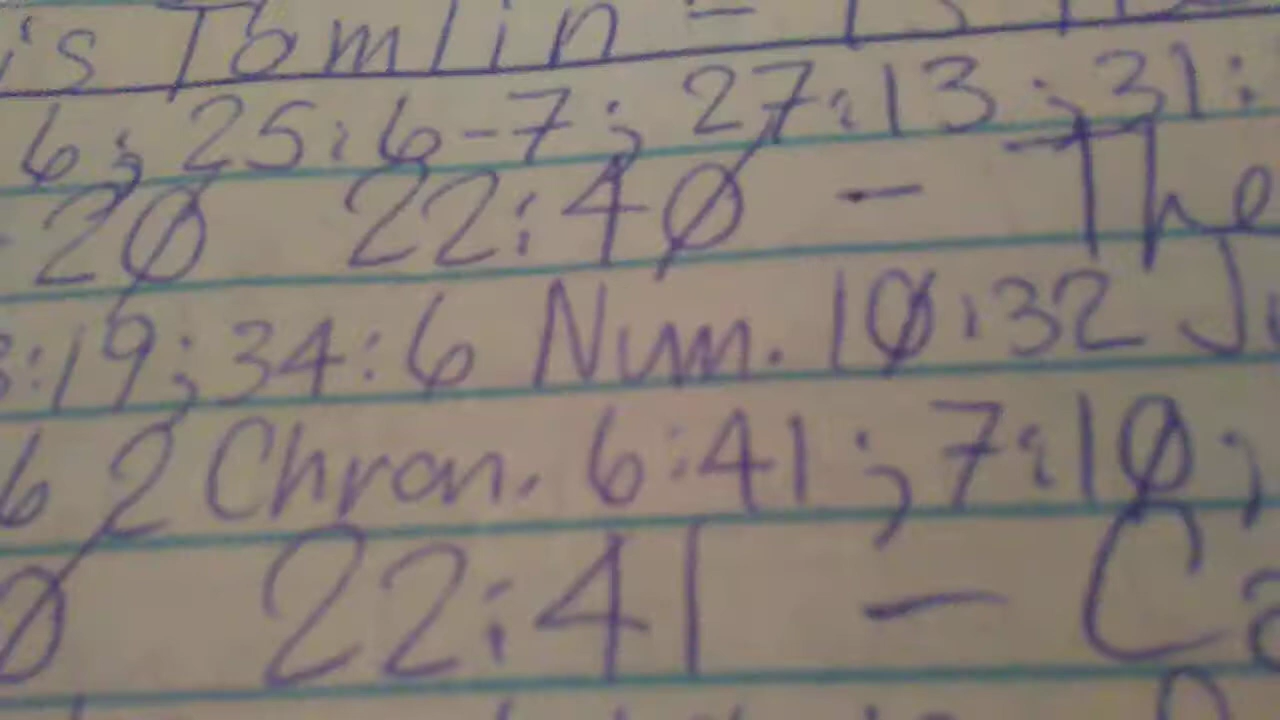 is Tomlin -
6; 25:6-7; 27:13; 31:
20 22:40 - The
:19; 34:6 Num. 10:32
6 2 Chron. 6:41; 7:10;
0 22:41 -